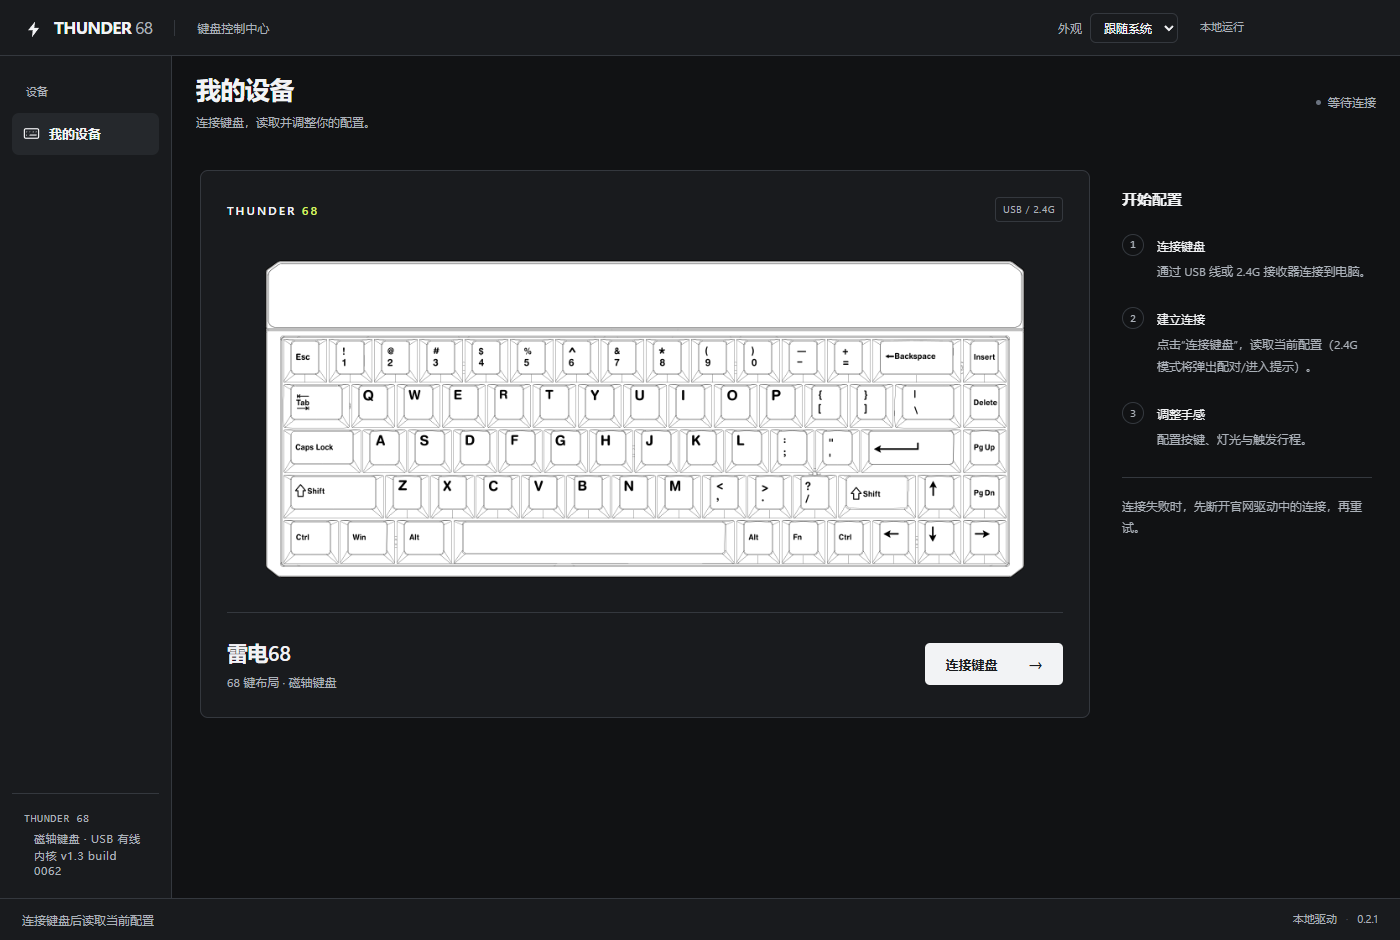 THUNDER 68
键盘控制中心
外观
跟随系统
本地运行
设备
我的设备
我的设备
连接键盘，读取并调整你的配置。
等待连接
THUNDER 68
USB / 2.4G
Esc ! 1 @ 2 # 3 $ 4 % 5 ^ 6 & 7 * 8 ( 9 ) 0 — - + = ←Backspace Insert
Tab Q W E R T Y U I O P { [ } ] | \ Delete
Caps Lock A S D F G H J K L : ; " , Pg Up
Shift Z X C V B N M < , > . ? / Shift ↑ Pg Dn
Ctrl Win Alt Alt Fn Ctrl ← ↓ →
雷电68
68 键布局 · 磁轴键盘
连接键盘 →
开始配置
1 连接键盘
通过 USB 线或 2.4G 接收器连接到电脑。
2 建立连接
点击“连接键盘”，读取当前配置（2.4G
模式将弹出配对/进入提示）。
3 调整手感
配置按键、灯光与触发行程。
连接失败时，先断开官网驱动中的连接，再重
试。
THUNDER 68
磁轴键盘 · USB 有线
内核 v1.3 build
0062
连接键盘后读取当前配置
本地驱动 · 0.2.1